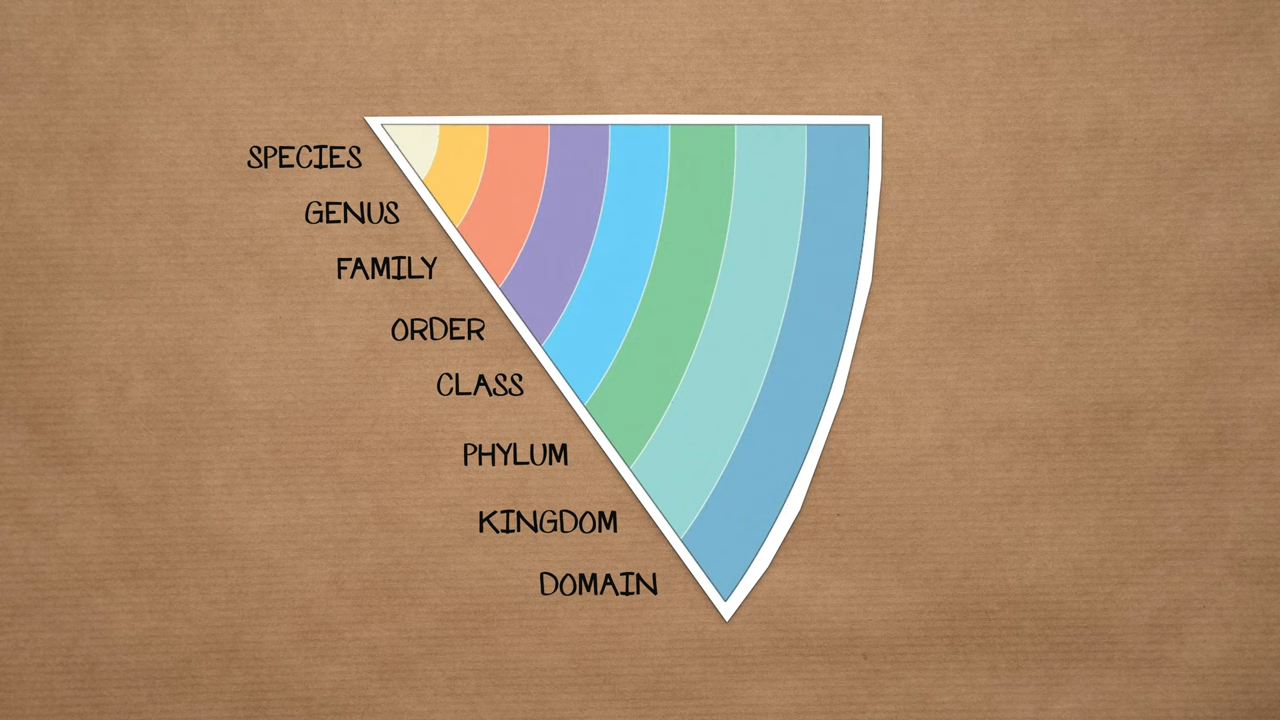 SPECIES
GENUS
FAMILY
ORDER
CLASS
PHYLUM
KINGDOM
DOMAIN